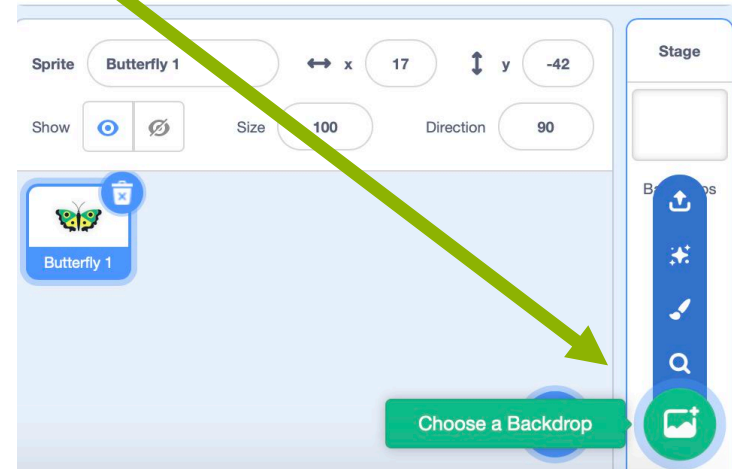 Sprite Butterfly 1 x 17 y -42
Show Size 100 Direction 90
Butterfly 1
Stage
Choose a Backdrop